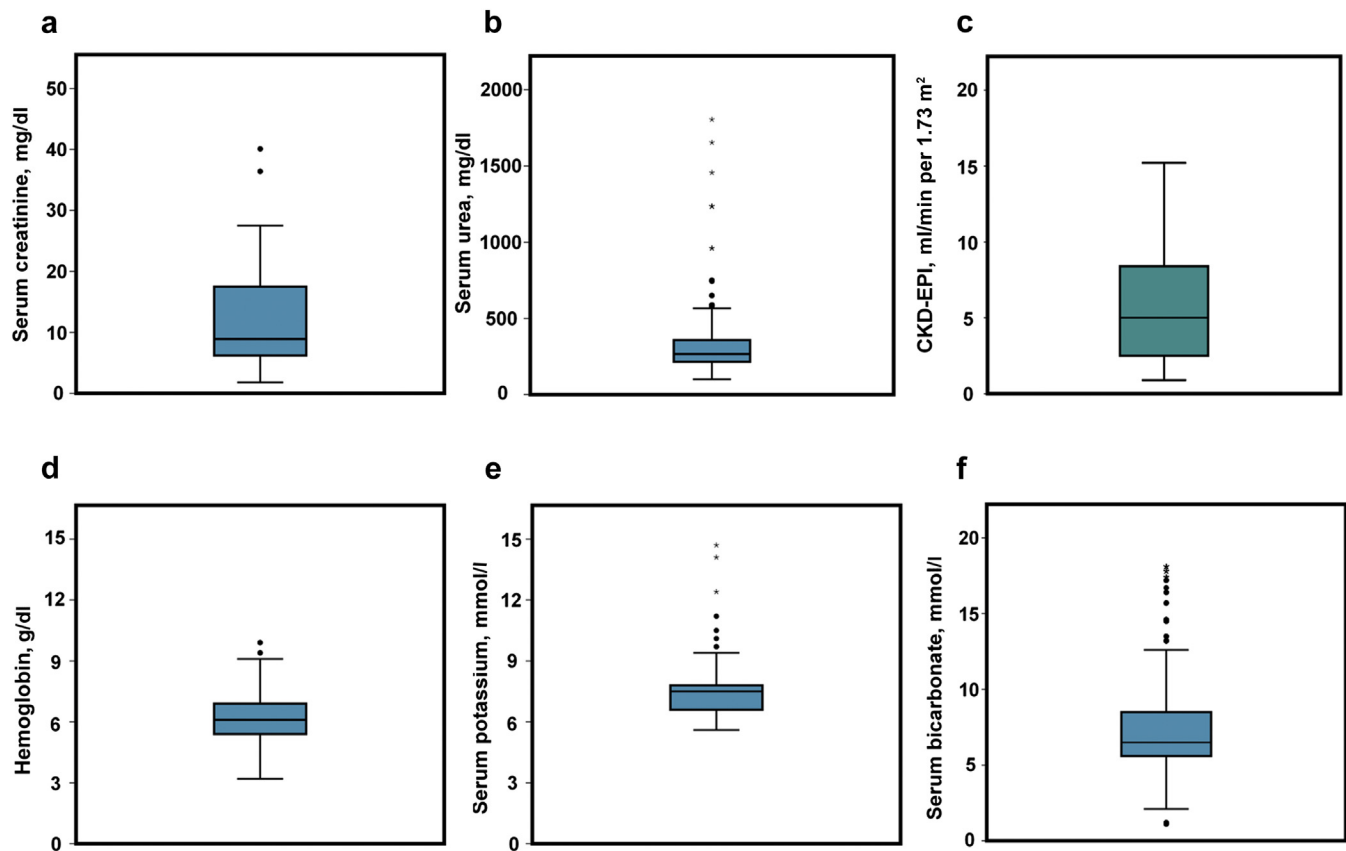 a
Serum creatinine, mg/dl
50
40
30
20
10
0
b
Serum urea, mg/dl
2000
1500
1000
500
0
c
CKD-EPI, ml/min per 1.73 m²
20
15
10
5
0
d
Hemoglobin, g/dl
15
12
9
6
3
0
e
Serum potassium, mmol/l
15
12
9
6
3
0
f
Serum bicarbonate, mmol/l
20
15
10
5
0